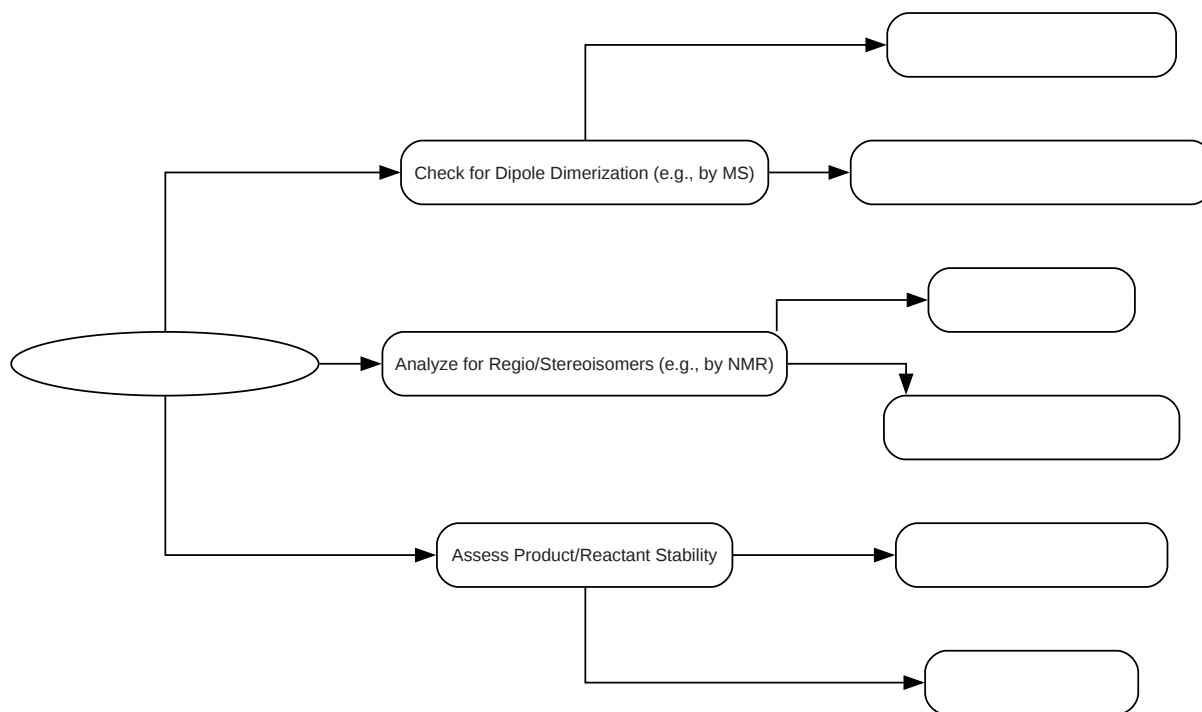 Check for Dipole Dimerization (e.g., by MS)
Analyze for Regio/Stereoisomers (e.g., by NMR)
Assess Product/Reactant Stability